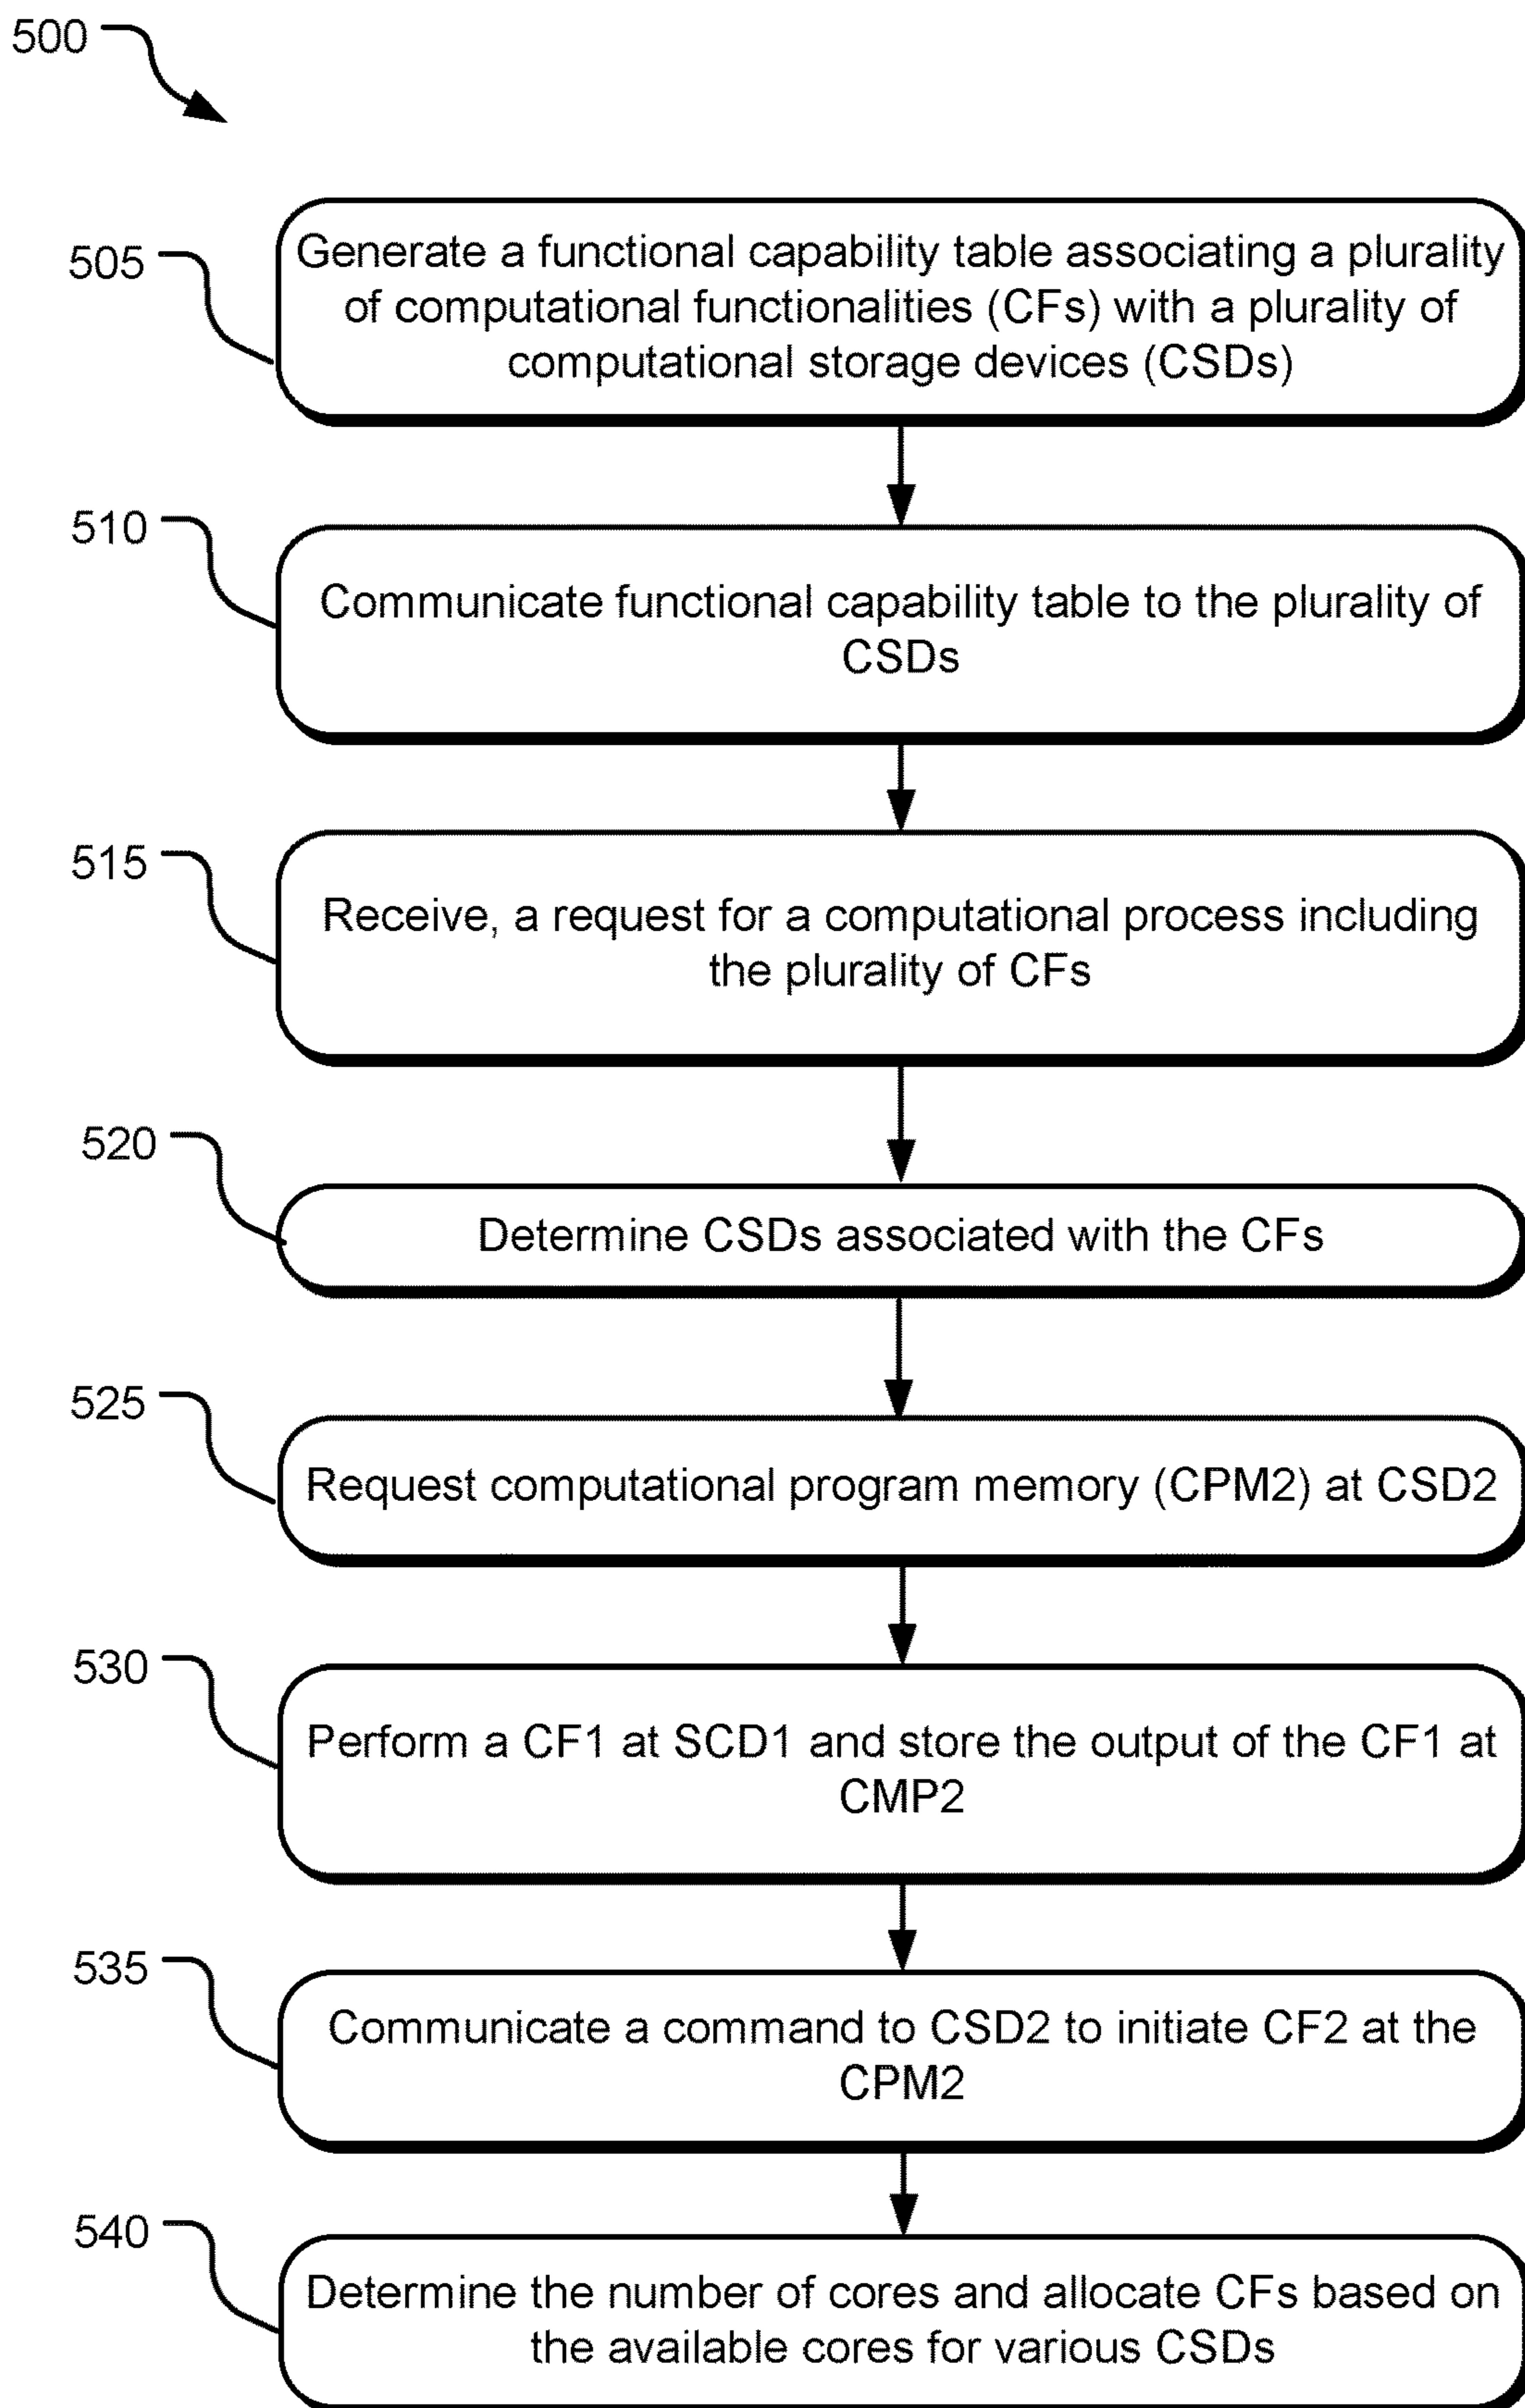 500
505
Generate a functional capability table associating a plurality
of computational functionalities (CFs) with a plurality of
computational storage devices (CSDs)
510
Communicate functional capability table to the plurality of
CSDs
515
Receive, a request for a computational process including
the plurality of CFs
520
Determine CSDs associated with the CFs
525
Request computational program memory (CPM2) at CSD2
530
Perform a CF1 at SCD1 and store the output of the CF1 at
CMP2
535
Communicate a command to CSD2 to initiate CF2 at the
CPM2
540
Determine the number of cores and allocate CFs based on
the available cores for various CSDs